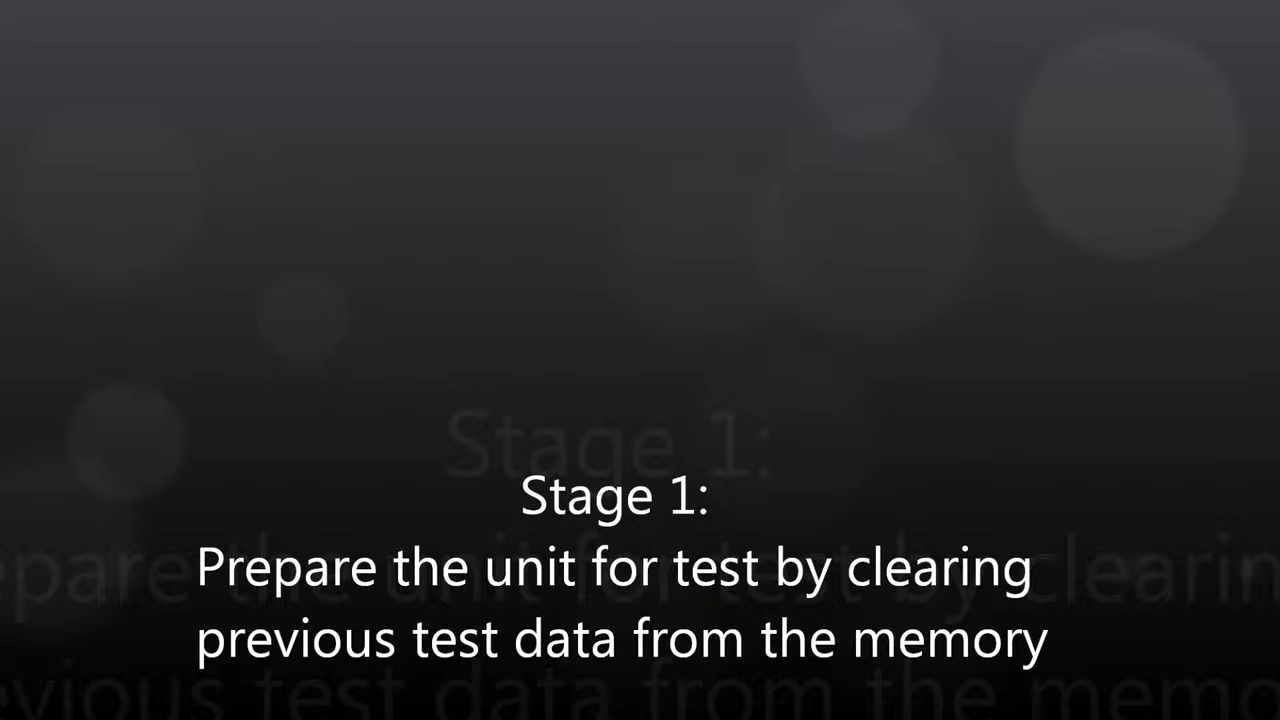 Stage 1:
Prepare the unit for test by clearing
previous test data from the memory